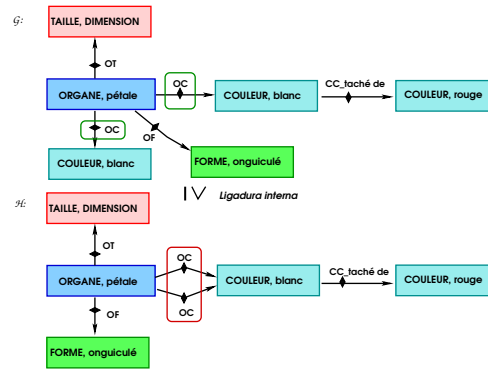 G:
TAILLE, DIMENSION
OT
OC
CC_taché de
ORGANE, pétale
COULEUR, blanc
COULEUR, rouge
OC
OF
COULEUR, blanc
FORME, onguiculé
Ligadura interna
H:
TAILLE, DIMENSION
OT
OC
CC_taché de
ORGANE, pétale
COULEUR, blanc
COULEUR, rouge
OC
OF
FORME, onguiculé